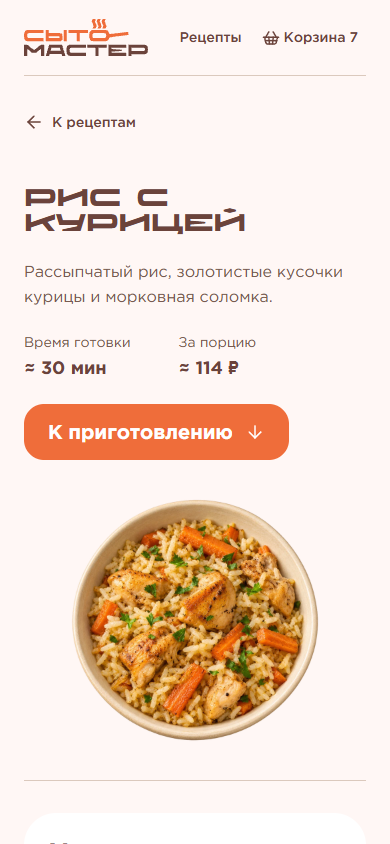 СЫТО
МАСТЕР
Рецепты
Корзина 7
← К рецептам
РИС С
КУРИЦЕЙ
Рассыпчатый рис, золотистые кусочки
курицы и морковная соломка.
Время готовки
≈ 30 мин
За порцию
≈ 114 ₽
К приготовлению ↓